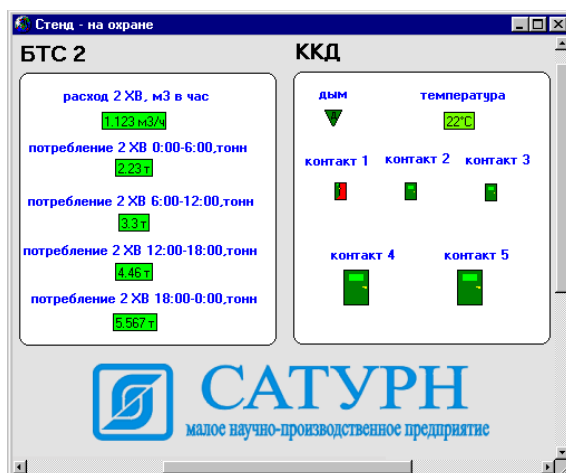 Стенд - на охране
БТС 2
расход 2 ХВ, м3 в час
1.123 м3/ч
потребление 2 ХВ 0:00-6:00,тонн
2.23 т
потребление 2 ХВ 6:00-12:00,тонн
3.3 т
потребление 2 ХВ 12:00-18:00,тонн
4.46 т
потребление 2 ХВ 18:00-0:00,тонн
5.567 т
ККД
дым
температура
22°С
контакт 1
контакт 2
контакт 3
контакт 4
контакт 5
САТУРН
малое научно-производственное предприятие